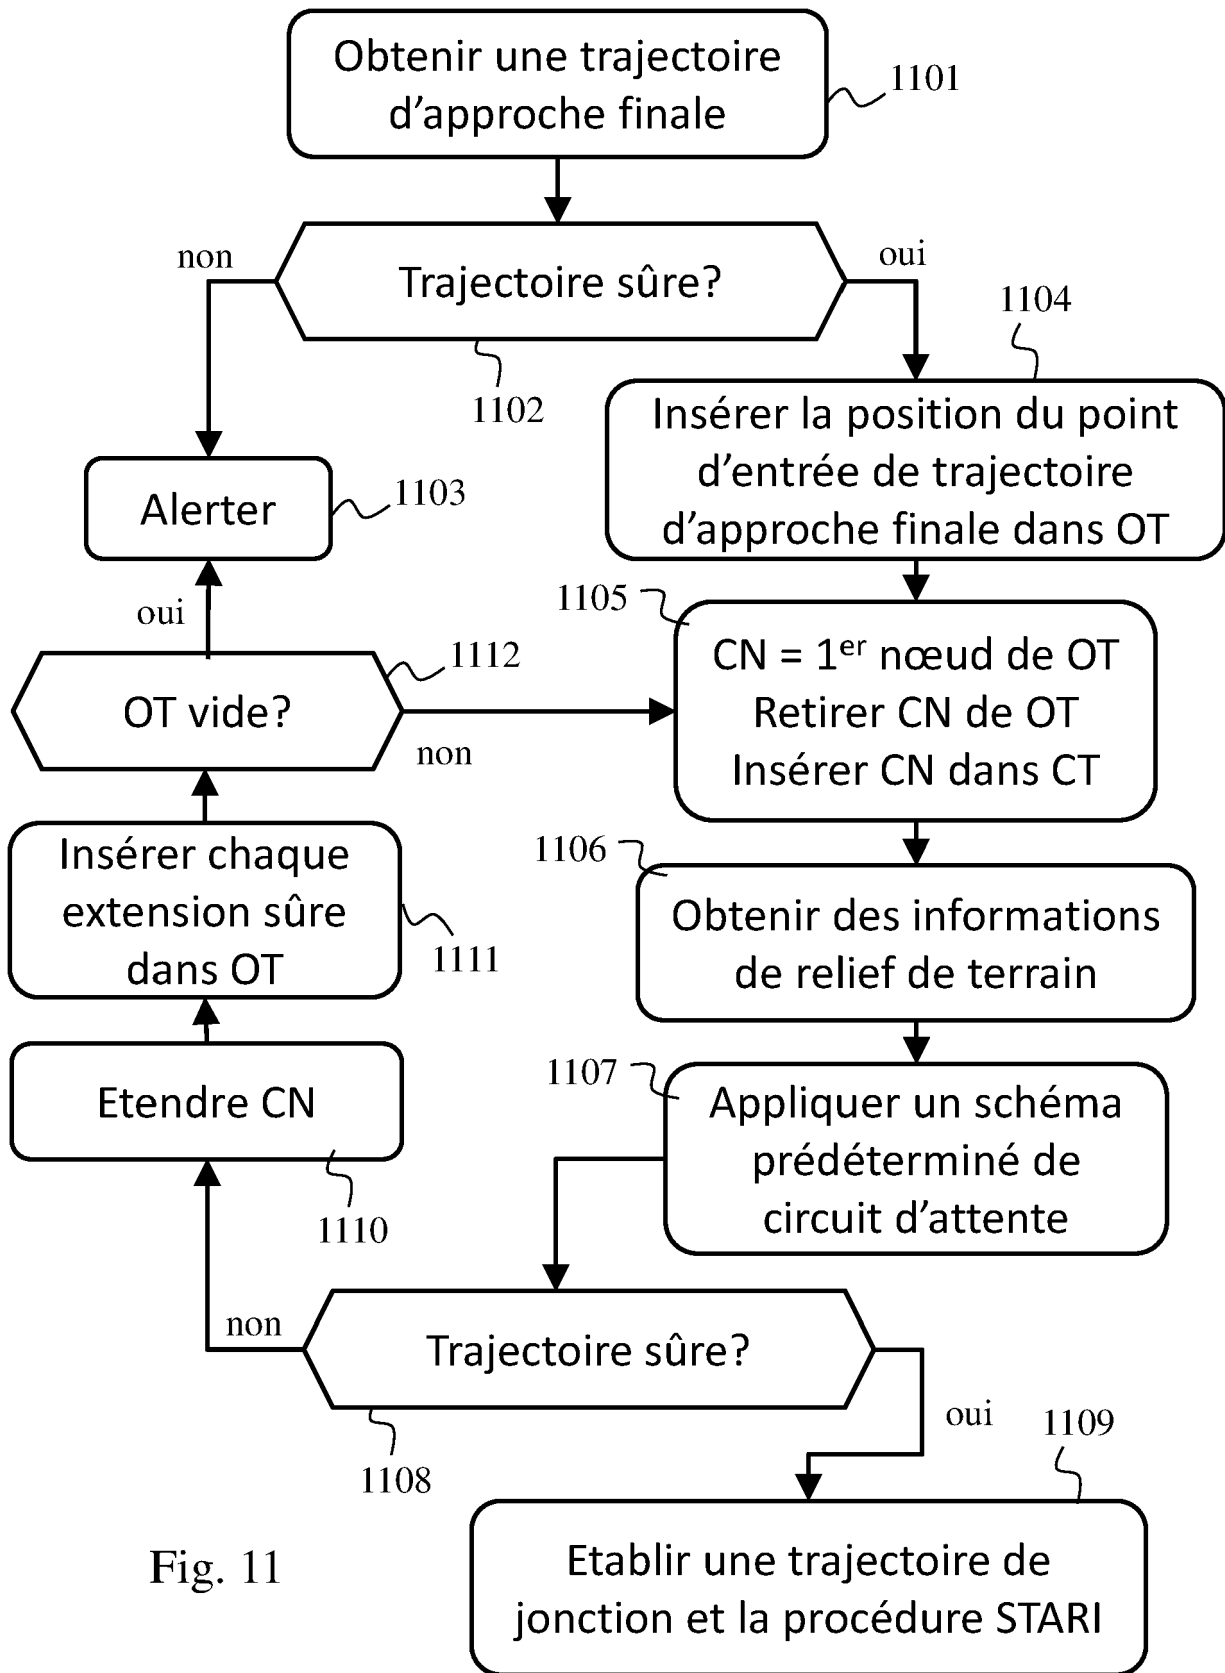 Obtenir une trajectoire
d'approche finale
1101
non
Trajectoire sûre?
oui
1102
1104
Alerter
1103
Insérer la position du point
d'entrée de trajectoire
d'approche finale dans OT
oui
1105
OT vide?
1112
non
CN = 1er nœud de OT
Retirer CN de OT
Insérer CN dans CT
Insérer chaque
extension sûre
dans OT
1111
1106
Obtenir des informations
de relief de terrain
Etendre CN
1110
1107
Appliquer un schéma
prédéterminé de
circuit d'attente
non
Trajectoire sûre?
oui
1108
1109
Etablir une trajectoire de
jonction et la procédure STARI
Fig. 11